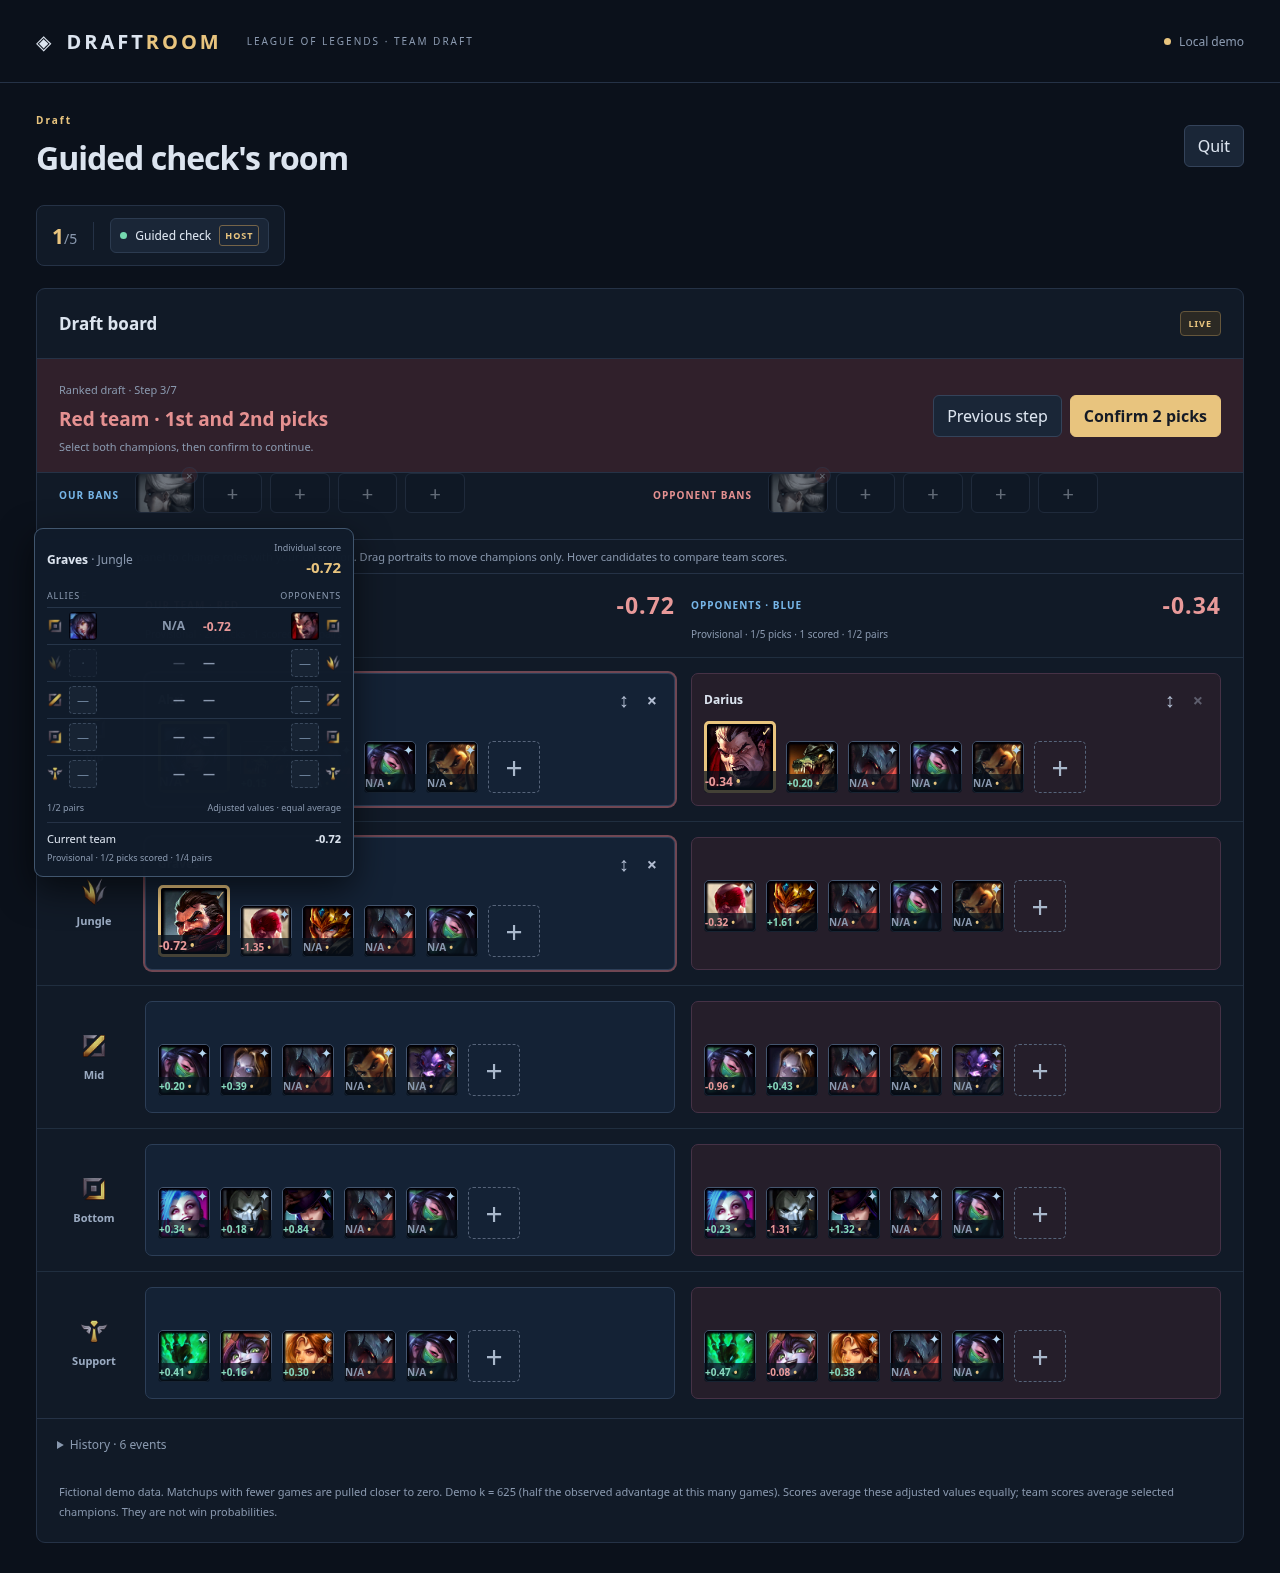 ◈ DRAFTROOM LEAGUE OF LEGENDS · TEAM DRAFT
Local demo
Draft
Guided check's room
Quit
1/5 Guided check HOST
Draft board
LIVE
Ranked draft · Step 3/7
Red team · 1st and 2nd picks
Select both champions, then confirm to continue.
Previous step
Confirm 2 picks
OUR BANS × + + + +
OPPONENT BANS × + + + +
. Drag portraits to move champions only. Hover candidates to compare team scores.
Graves · Jungle
Individual score
-0.72
ALLIES
OPPONENTS
N/A -0.72
— — —
— — — —
— — — —
— — — —
1/2 pairs
Adjusted values · equal average
Current team
-0.72
Provisional · 1/2 picks scored · 1/4 pairs
-0.72
OPPONENTS · BLUE
-0.34
Provisional · 1/5 picks · 1 scored · 1/2 pairs
↕ ×
N/A • N/A • +
Darius ↕ ×
-0.34 • +0.20 • N/A • N/A • N/A • +
Jungle
↕ ×
-0.72 • -1.35 • N/A • N/A • N/A • +
-0.32 • +1.61 • N/A • N/A • N/A • +
Mid
+0.20 • +0.39 • N/A • N/A • N/A • +
-0.96 • +0.43 • N/A • N/A • N/A • +
Bottom
+0.34 • +0.18 • +0.84 • N/A • N/A • +
+0.23 • -1.31 • +1.32 • N/A • N/A • +
Support
+0.41 • +0.16 • +0.30 • N/A • N/A • +
+0.47 • -0.08 • +0.38 • N/A • N/A • +
▶ History · 6 events
Fictional demo data. Matchups with fewer games are pulled closer to zero. Demo k = 625 (half the observed advantage at this many games). Scores average these adjusted values equally; team scores average selected
champions. They are not win probabilities.